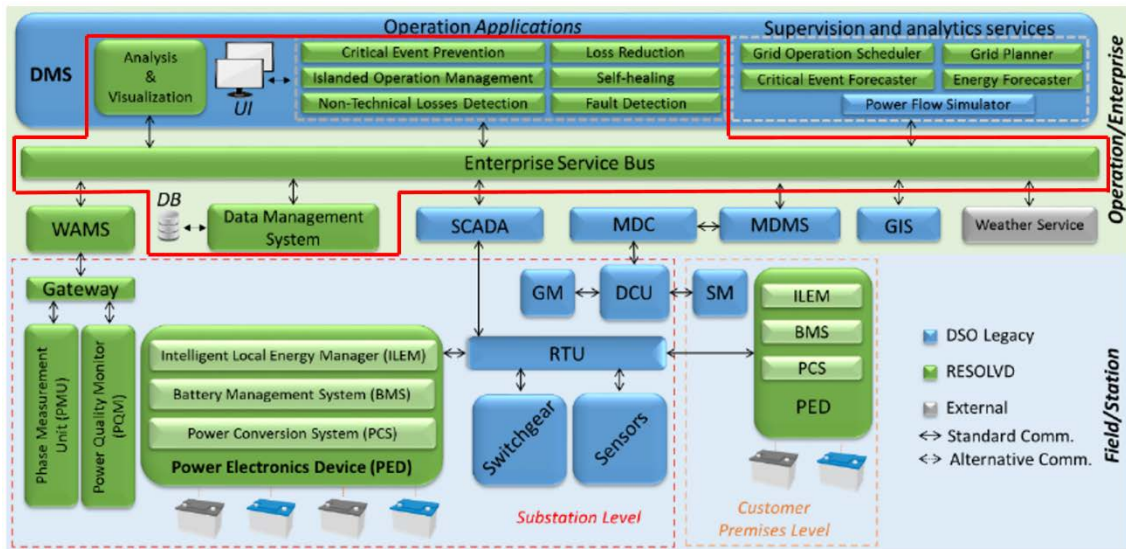 Operation Applications
Supervision and analytics services
DMS
Analysis
&
Visualization
UI
Critical Event Prevention
Loss Reduction
Islanded Operation Management
Self-healing
Non-Technical Losses Detection
Fault Detection
Grid Operation Scheduler
Grid Planner
Critical Event Forecaster
Energy Forecaster
Power Flow Simulator
Operation/Enterprise
Enterprise Service Bus
WAMS
DB
Data Management
System
SCADA
MDC
MDMS
GIS
Weather Service
Gateway
GM
DCU
SM
ILEM
BMS
PCS
PED
Phase Measurement
Unit (PMU)
Power Quality Monitor
(PQM)
Intelligent Local Energy Manager (ILEM)
Battery Management System (BMS)
Power Conversion System (PCS)
Power Electronics Device (PED)
RTU
Switchgear
Sensors
Substation Level
Customer
Premises Level
DSO Legacy
RESOLVD
External
Standard Comm.
Alternative Comm.
Field/Station